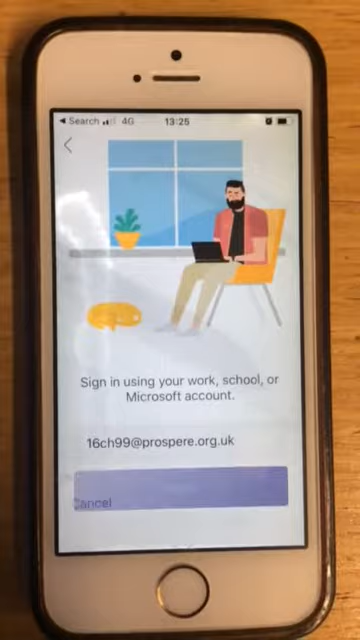 Search 4G 13:25
Sign in using your work, school, or
Microsoft account.
16ch99@prospere.org.uk
Cancel